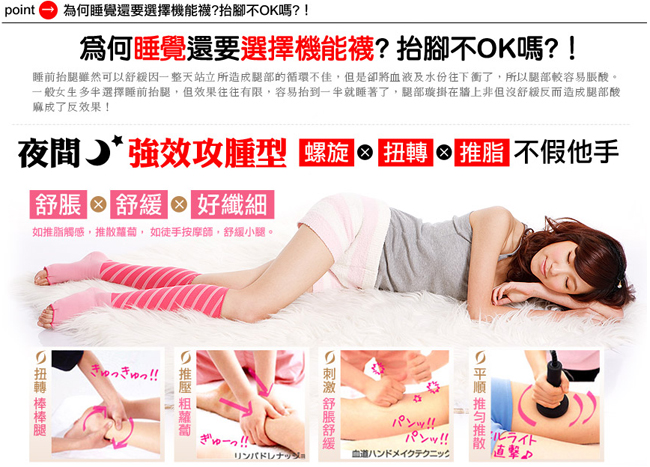 point → 為何睡覺還要選擇機能襪?抬腳不OK嗎?!
為何睡覺還要選擇機能襪? 抬腳不OK嗎?!
睡前抬腿雖然可以舒緩因一整天站立所造成腿部的循環不佳，但是卻將血液及水份往下衝了，所以腿部較容易脹酸。
一般女生多半選擇睡前抬腿，但效果往往有限，容易抬到一半就睡著了，腿部璇掛在牆上非但沒舒緩反而造成腿部酸
麻成了反效果！
夜間 強效攻腫型 螺旋×扭轉×推脂 不假他手
舒脹×舒緩×好纖細
如推脂觸感，推散蘿蔔， 如徒手按摩師，舒緩小腿。
扭轉 棒棒腿
きゅっきゅっ!!
推壓 粗蘿蔔
ぎゅーっ!!
リンパドレナッジ
刺激 舒脹舒緩
パンッ!!
パンッ!!
血道ハンドメイクテクニック
平順 推勻推散
ルーライト
直撃♪